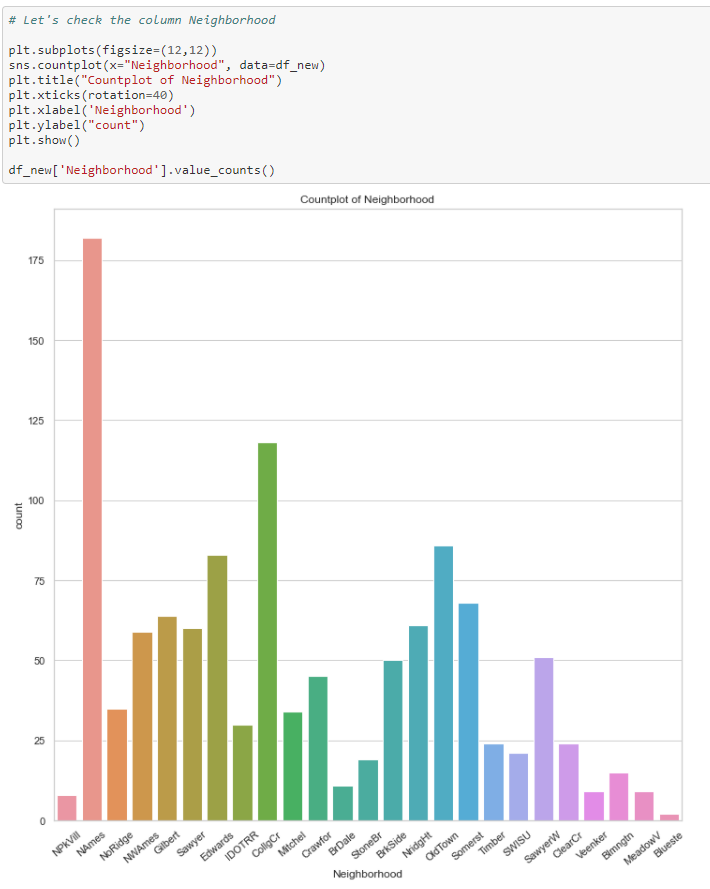 # Let's check the column Neighborhood
plt.subplots(figsize=(12,12))
sns.countplot(x="Neighborhood", data=df_new)
plt.title("Countplot of Neighborhood")
plt.xticks(rotation=40)
plt.xlabel('Neighborhood')
plt.ylabel("count")
plt.show()
df_new['Neighborhood'].value_counts()
Countplot of Neighborhood
175
150
125
100
75
50
25
0
count
NPkVill
NAmes
NoRidge
NWAmes
Gilbert
Sawyer
Edwards
IDOTRR
CollgCr
Mitchel
Crawfor
BrDale
StoneBr
BrkSide
NridgHt
OldTown
Somerst
Timber
SWISU
SawyerW
ClearCr
Veenker
Blmngtn
MeadowV
Blueste
Neighborhood